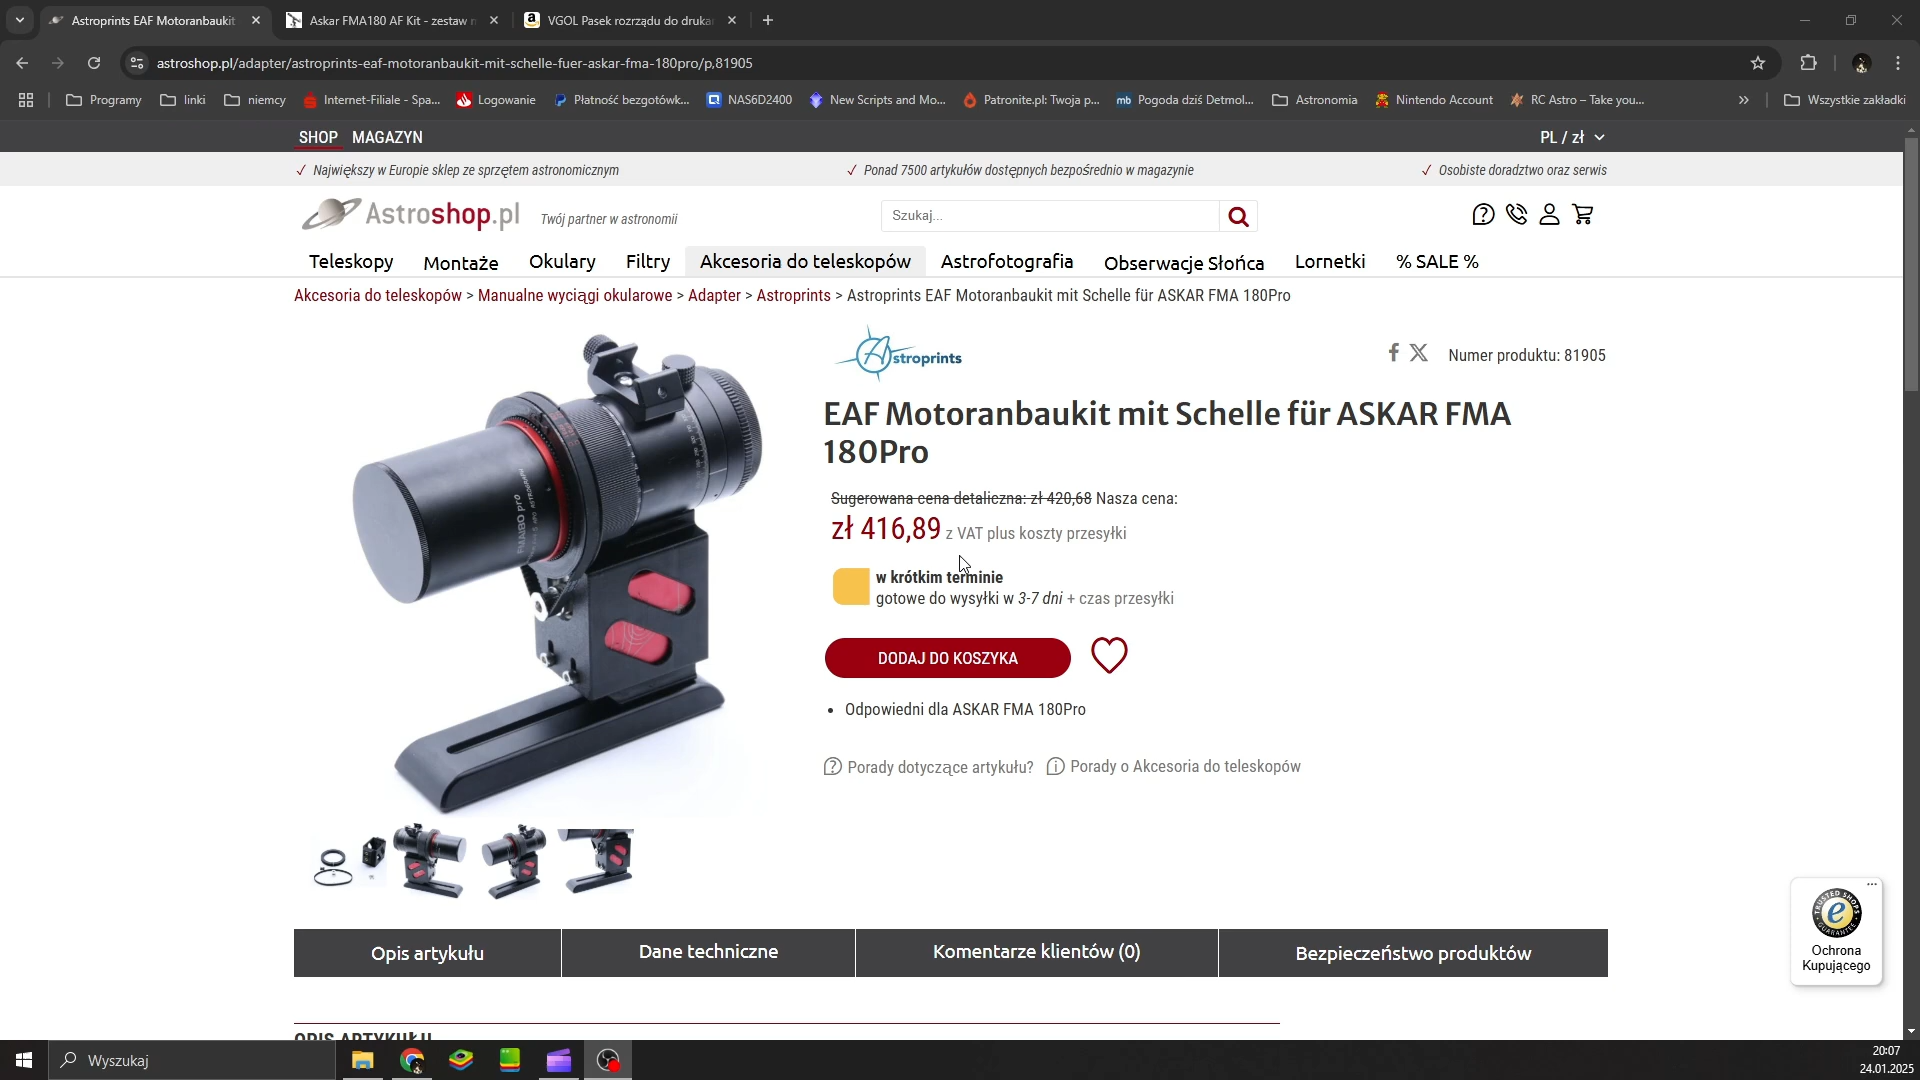 Astroprints EAF Motoranbaukit
Askar FMA180 AF Kit - zestaw
VGOL Pasek rozrządu do druka
astroshop.pl/adapter/astroprints-eaf-motoranbaukit-mit-schelle-fuer-askar-fma-180pro/p,81905
Programy
linki
niemcy
Internet-Filiale - Spa...
Logowanie
Płatność bezgotówk...
NAS6D2400
New Scripts and Mo...
Patronite.pl: Twoja p...
mb Pogoda dziś Detmol...
Astronomia
Nintendo Account
RC Astro – Take you...
»
Wszystkie zakładki
SHOP MAGAZYN
PL / zł
✓ Największy w Europie sklep ze sprzętem astronomicznym
✓ Ponad 7500 artykułów dostępnych bezpośrednio w magazynie
✓ Osobiste doradztwo oraz serwis
Astroshop.pl
Twój partner w astronomii
Szukaj...
Teleskopy
Montaże
Okulary
Filtry
Akcesoria do teleskopów
Astrofotografia
Obserwacje Słońca
Lornetki
% SALE %
Akcesoria do teleskopów > Manualne wyciągi okularowe > Adapter > Astroprints > Astroprints EAF Motoranbaukit mit Schelle für ASKAR FMA 180Pro
Astroprints
Numer produktu: 81905
EAF Motoranbaukit mit Schelle für ASKAR FMA
180Pro
Sugerowana cena detaliczna: zł 420,68 Nasza cena:
zł 416,89 z VAT plus koszty przesyłki
w krótkim terminie
gotowe do wysyłki w 3-7 dni + czas przesyłki
DODAJ DO KOSZYKA
• Odpowiedni dla ASKAR FMA 180Pro
Porady dotyczące artykułu?
Porady o Akcesoria do teleskopów
FMA180 pro
Opis artykułu
Dane techniczne
Komentarze klientów (0)
Bezpieczeństwo produktów
TRUSTED SHOPS
GUARANTEE
Ochrona
Kupującego
OPIS ARTYKUŁU
Wyszukaj
20:07
24.01.2025